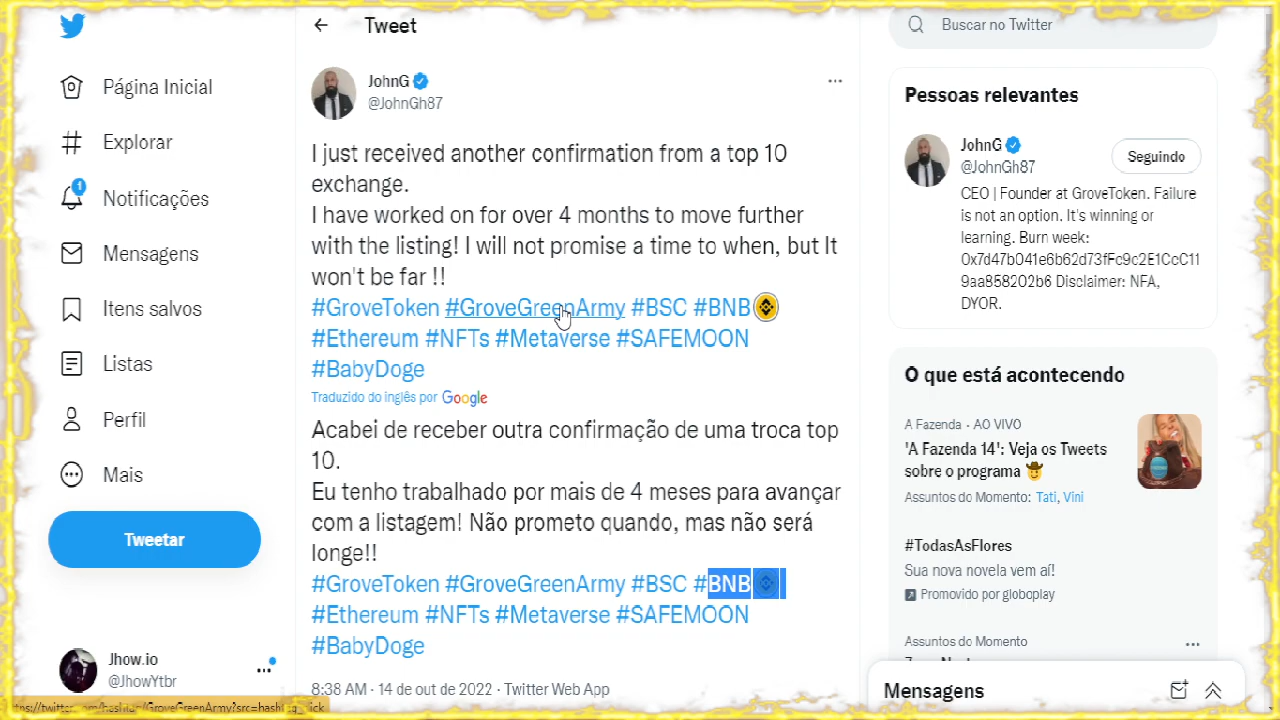 Página Inicial
Explorar
1
Notificações
Mensagens
Itens salvos
Listas
Perfil
Mais
Tweetar
Jhow.io
@JhowYtbr
Tweet
JohnG
@JohnGh87
I just received another confirmation from a top 10
exchange.
I have worked on for over 4 months to move further
with the listing! I will not promise a time to when, but It
won't be far !!
#GroveToken #GroveGreenArmy #BSC #BNB
#Ethereum #NFTs #Metaverse #SAFEMOON
#BabyDoge
Traduzido do inglês por Google
Acabei de receber outra confirmação de uma troca top
10.
Eu tenho trabalhado por mais de 4 meses para avançar
com a listagem! Não prometo quando, mas não será
longe!!
#GroveToken #GroveGreenArmy #BSC #BNB
#Ethereum #NFTs #Metaverse #SAFEMOON
#BabyDoge
8:38 AM · 14 de out de 2022 · Twitter Web App
Buscar no Twitter
Pessoas relevantes
JohnG
@JohnGh87
Seguindo
CEO | Founder at GroveToken. Failure
is not an option. It's winning or
learning. Burn week:
0x7d47b041e6b62d73fFc9c2E1CcC11
9aa858202b6 Disclaimer: NFA,
DYOR.
O que está acontecendo
A Fazenda · AO VIVO
'A Fazenda 14': Veja os Tweets
sobre o programa 🤠
Assuntos do Momento: Tati, Vini
#TodasAsFlores
Sua nova novela vem aí!
Promovido por globoplay
Assuntos do Momento
Mensagens